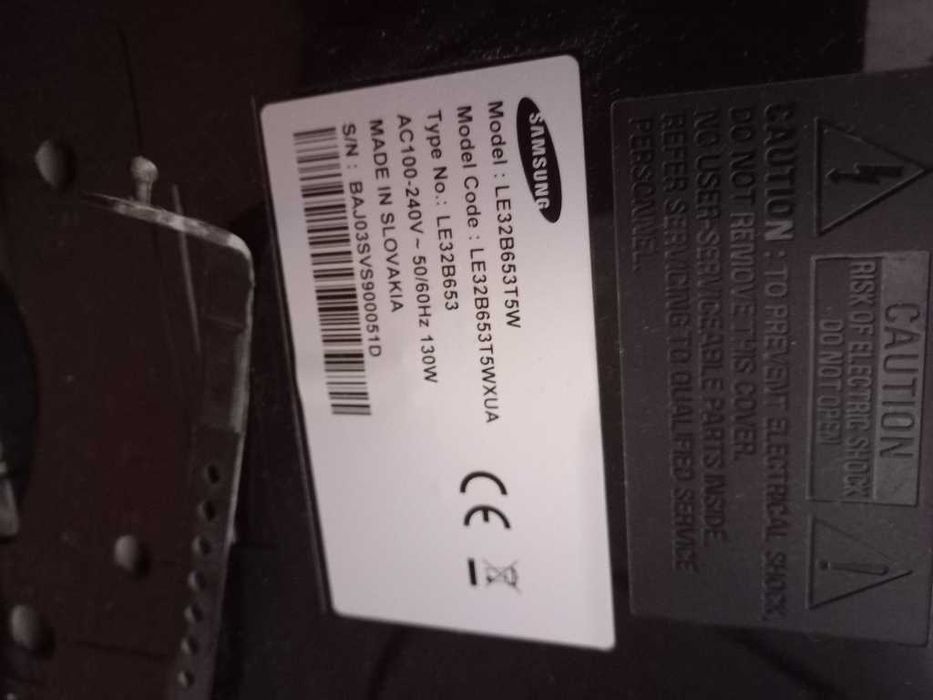 SAMSUNG
Model : LE32B653T5W
Model Code : LE32B653T5WXUA
Type No.: LE32B653
AC100-240V ~ 50/60Hz 130W
MADE IN SLOVAKIA
S/N : BAJ03SVS900051D
CE
CAUTION
RISK OF ELECTRIC SHOCK
DO NOT OPEN
CAUTION : TO PREVENT ELECTRICAL SHOCK,
DO NOT REMOVE THIS COVER.
NO USER-SERVICEABLE PARTS INSIDE.
REFER SERVICING TO QUALIFIED SERVICE
PERSONNEL.